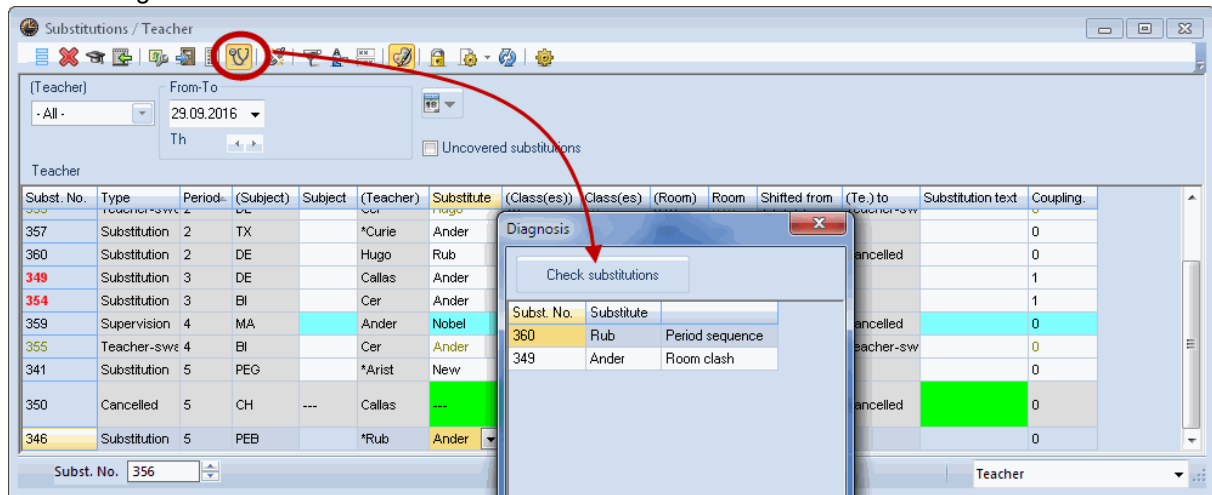 Substitutions / Teacher
(Teacher) From-To
- All - 29.09.2016
Th
Uncovered substitutions
Teacher
Subst. No. Type Period (Subject) Subject (Teacher) Substitute (Class(es)) Class(es) (Room) Room Shifted from (Te.) to Substitution text Coupling.
357 Substitution 2 TX *Curie Ander 0
360 Substitution 2 DE Hugo Rub ancelled 0
349 Substitution 3 DE Callas Ander 1
354 Substitution 3 BI Cer Ander 1
359 Supervision 4 MA Ander Nobel ancelled 0
355 Teacher-swa 4 BI Cer Ander eacher-sw 0
341 Substitution 5 PEG *Arist New 0
350 Cancelled 5 CH --- Callas --- ancelled 0
346 Substitution 5 PEB *Rub Ander 0
Diagnosis
Check substitutions
Subst. No. Substitute
360 Rub Period sequence
349 Ander Room clash
Subst. No. 356 Teacher